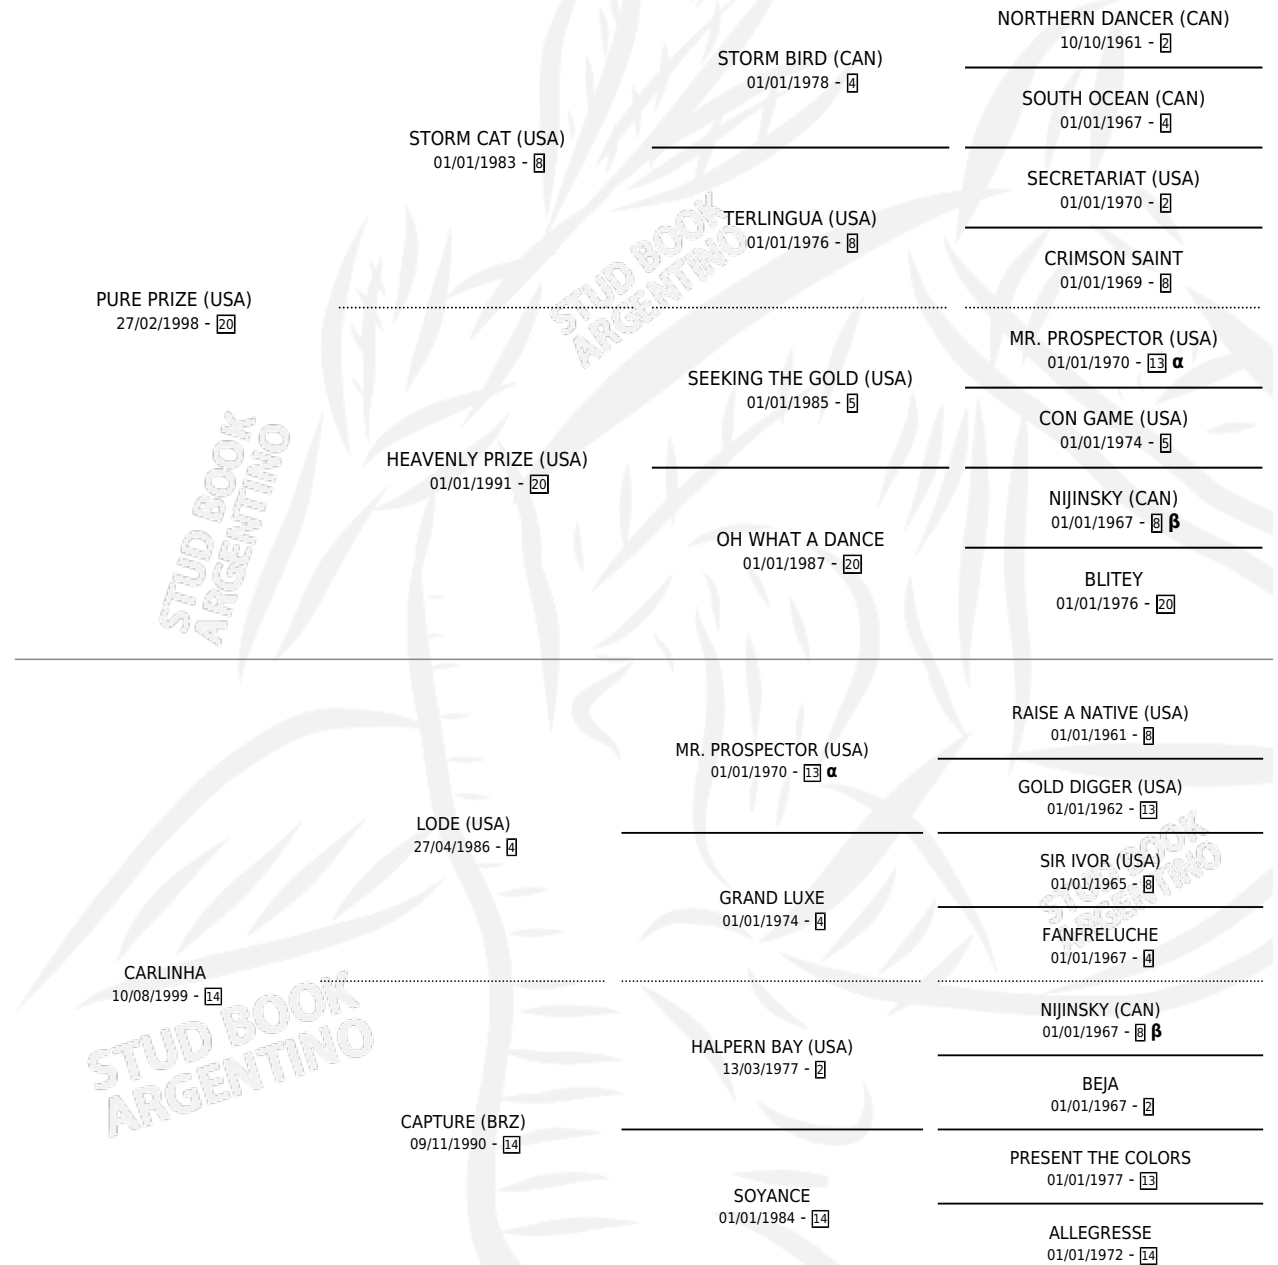 NORTHERN DANCER (CAN)
10/10/1961 - 2
STORM BIRD (CAN)
01/01/1978 - 4
SOUTH OCEAN (CAN)
01/01/1967 - 4
STORM CAT (USA)
01/01/1983 - 8
SECRETARIAT (USA)
01/01/1970 - 2
TERLINGUA (USA)
01/01/1976 - 8
CRIMSON SAINT
01/01/1969 - 8
PURE PRIZE (USA)
27/02/1998 - 20
MR. PROSPECTOR (USA)
01/01/1970 - 13 α
SEEKING THE GOLD (USA)
01/01/1985 - 5
CON GAME (USA)
01/01/1974 - 5
HEAVENLY PRIZE (USA)
01/01/1991 - 20
NIJINSKY (CAN)
01/01/1967 - 8 β
OH WHAT A DANCE
01/01/1987 - 20
BLITEY
01/01/1976 - 20
RAISE A NATIVE (USA)
01/01/1961 - 8
MR. PROSPECTOR (USA)
01/01/1970 - 13 α
GOLD DIGGER (USA)
01/01/1962 - 13
LODE (USA)
27/04/1986 - 4
SIR IVOR (USA)
01/01/1965 - 8
GRAND LUXE
01/01/1974 - 4
FANFRELUCHE
01/01/1967 - 4
CARLINHA
10/08/1999 - 14
NIJINSKY (CAN)
01/01/1967 - 8 β
HALPERN BAY (USA)
13/03/1977 - 2
BEJA
01/01/1967 - 2
CAPTURE (BRZ)
09/11/1990 - 14
PRESENT THE COLORS
01/01/1977 - 13
SOYANCE
01/01/1984 - 14
ALLEGRESSE
01/01/1972 - 14
STUD BOOK
ARGENTINO
STUD BOOK
ARGENTINO
STUD BOOK
ARGENTINO
STUD BOOK
ARGENTINO